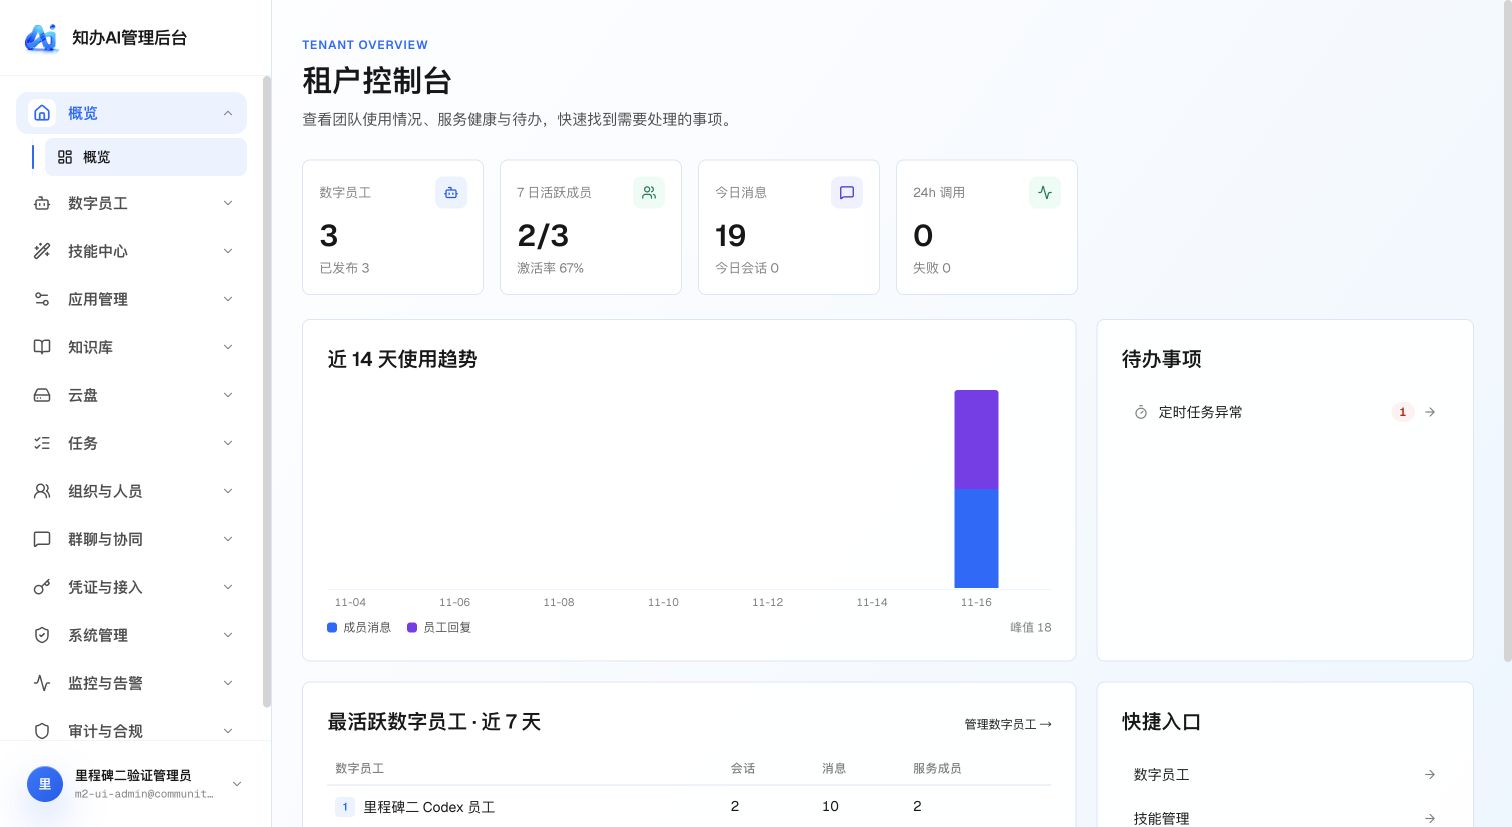 知办AI管理后台
概览
概览
数字员工
技能中心
应用管理
知识库
云盘
任务
组织与人员
群聊与协同
凭证与接入
系统管理
监控与告警
审计与合规
里
里程碑二验证管理员
m2-ui-admin@communit…
TENANT OVERVIEW
租户控制台
查看团队使用情况、服务健康与待办，快速找到需要处理的事项。
数字员工
3
已发布 3
7 日活跃成员
2/3
激活率 67%
今日消息
19
今日会话 0
24h 调用
0
失败 0
近 14 天使用趋势
11-04 11-06 11-08 11-10 11-12 11-14 11-16
成员消息 员工回复 峰值 18
待办事项
定时任务异常 1
最活跃数字员工 · 近 7 天 管理数字员工 →
数字员工 会话 消息 服务成员
1 里程碑二 Codex 员工 2 10 2
快捷入口
数字员工
技能管理